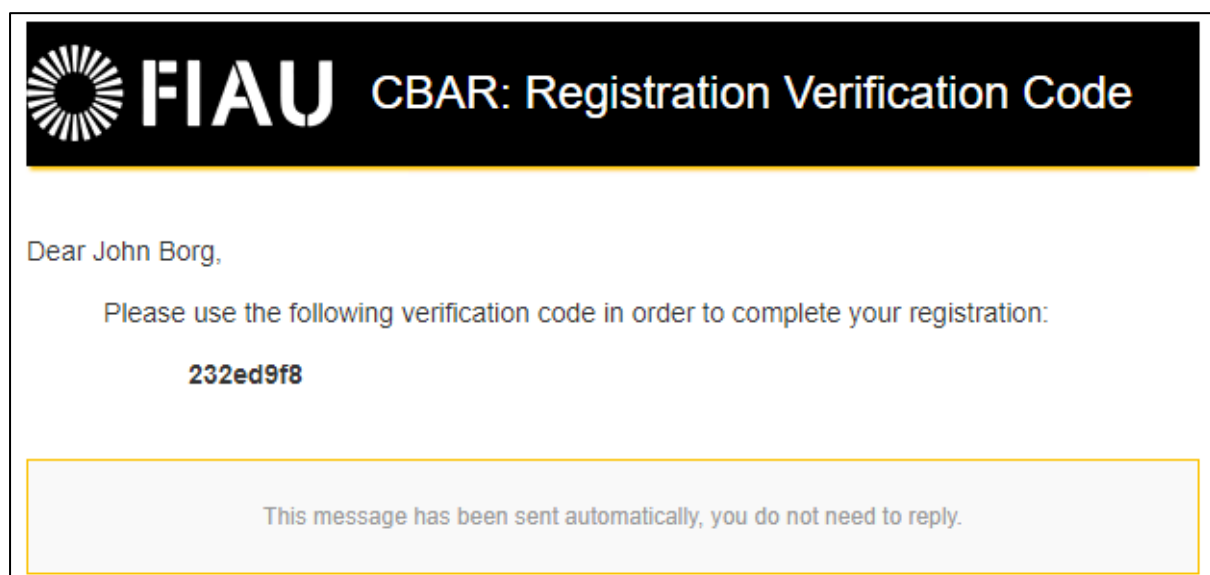 FIAU CBAR: Registration Verification Code
Dear John Borg,
Please use the following verification code in order to complete your registration:
232ed9f8
This message has been sent automatically, you do not need to reply.